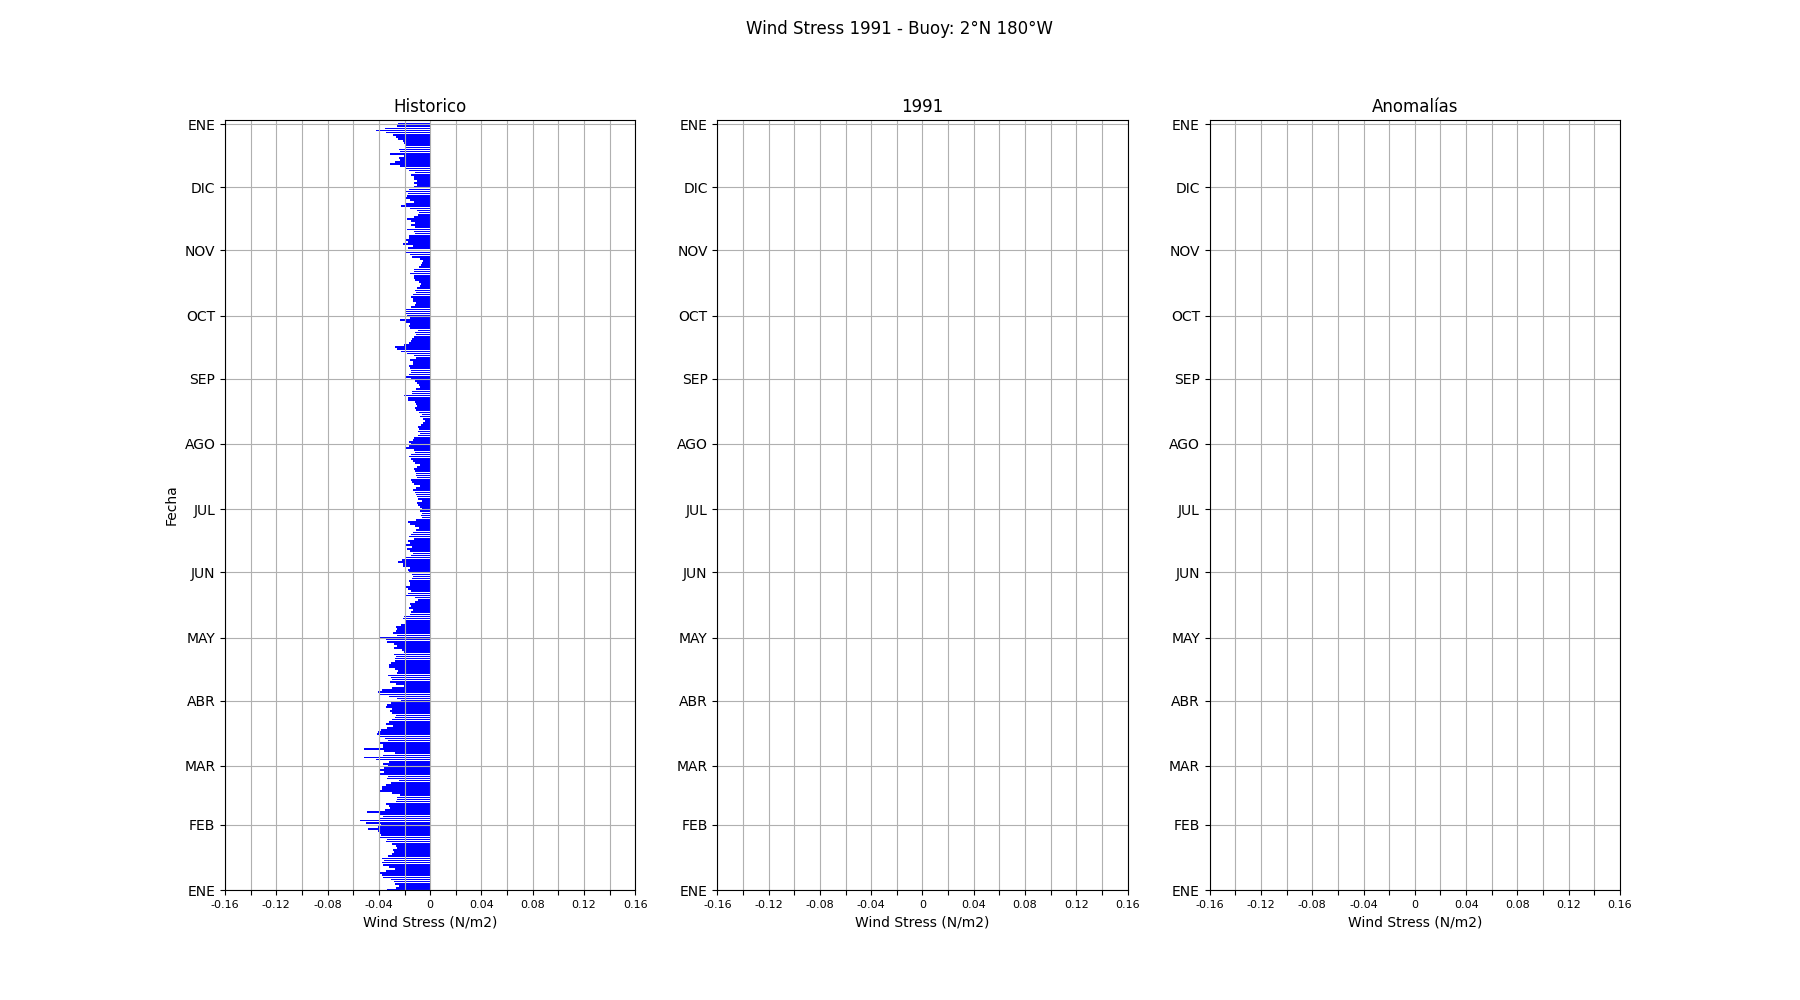 Wind Stress 1991 - Buoy: 2°N 180°W
Historico
ENE
DIC
NOV
OCT
SEP
AGO
JUL
JUN
MAY
ABR
MAR
FEB
ENE
Fecha
-0.16 -0.12 -0.08 -0.04 0 0.04 0.08 0.12 0.16
Wind Stress (N/m2)
1991
ENE
DIC
NOV
OCT
SEP
AGO
JUL
JUN
MAY
ABR
MAR
FEB
ENE
-0.16 -0.12 -0.08 -0.04 0 0.04 0.08 0.12 0.16
Wind Stress (N/m2)
Anomalías
ENE
DIC
NOV
OCT
SEP
AGO
JUL
JUN
MAY
ABR
MAR
FEB
ENE
-0.16 -0.12 -0.08 -0.04 0 0.04 0.08 0.12 0.16
Wind Stress (N/m2)